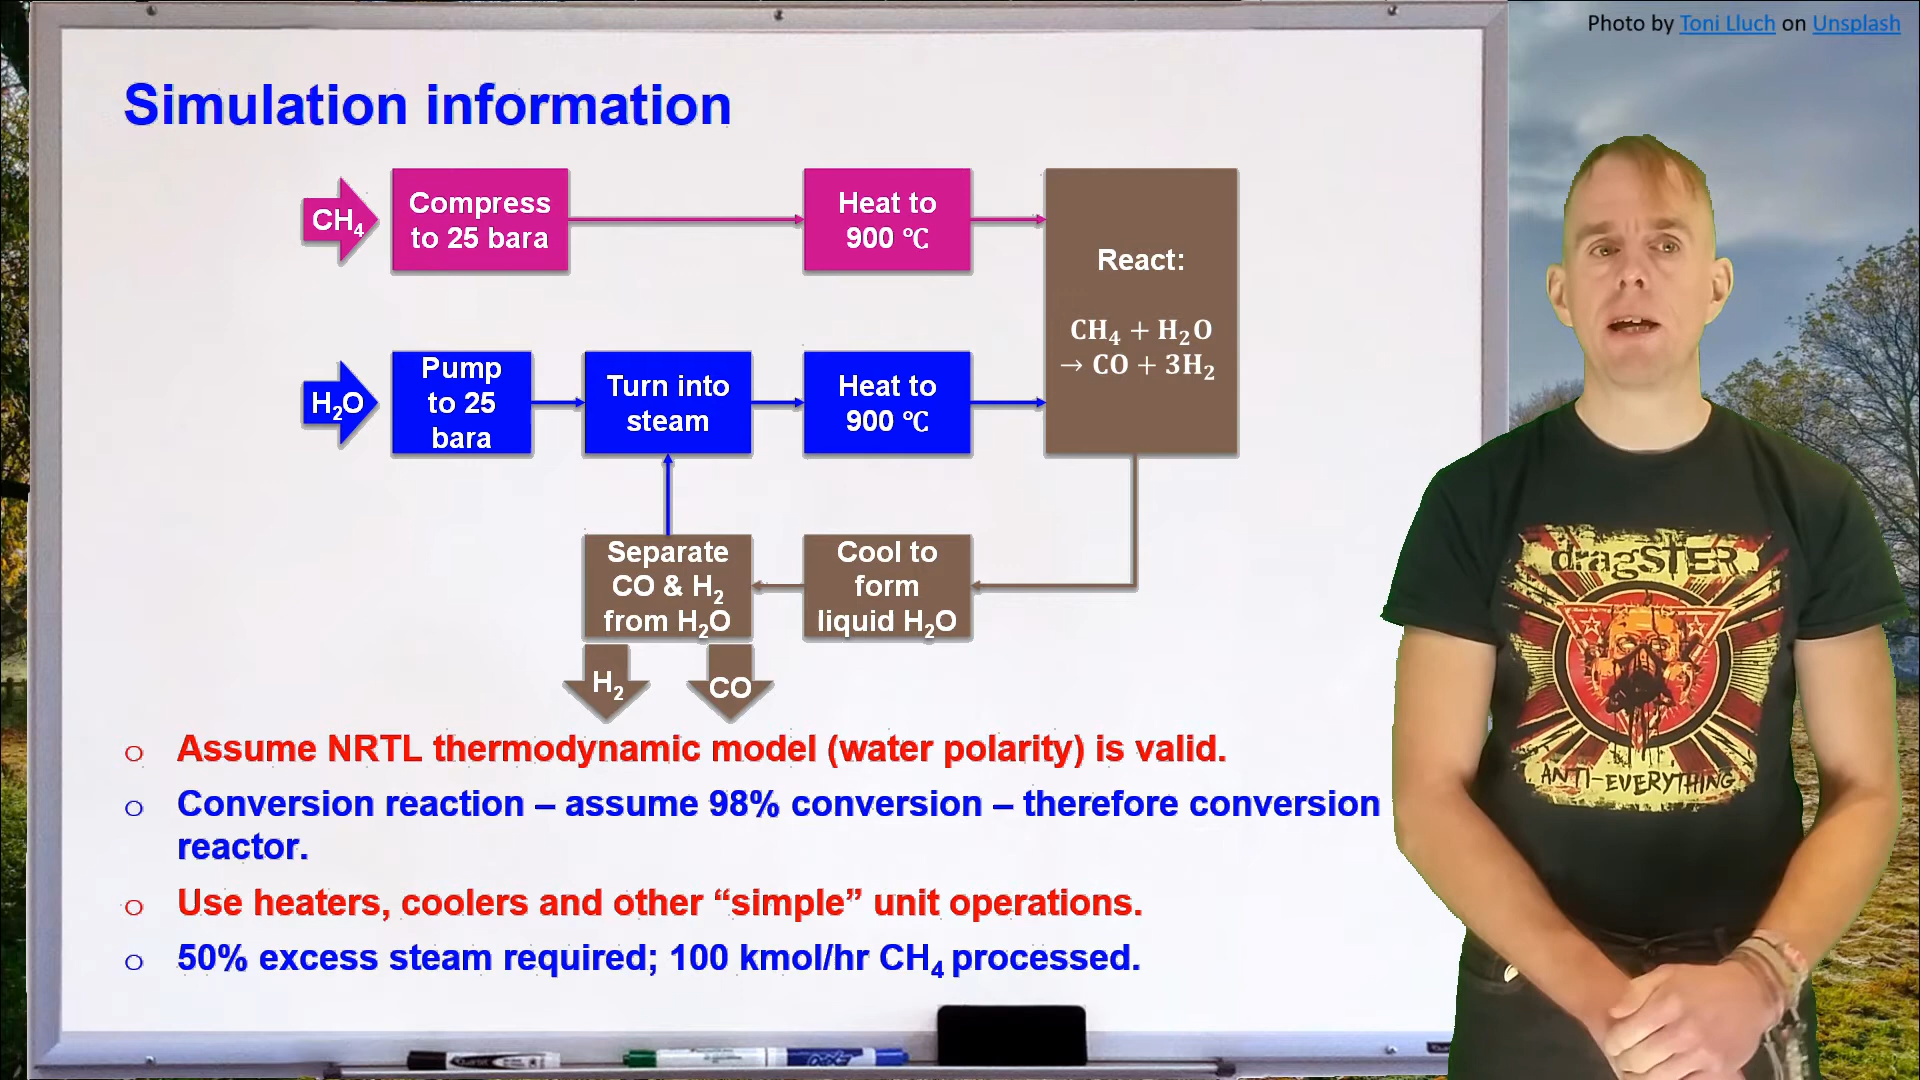 Photo by Toni Lluch on Unsplash
Simulation information
CH₄
Compress
to 25 bara
Heat to
900 °C
React:
CH₄ + H₂O
→ CO + 3H₂
H₂O
Pump
to 25
bara
Turn into
steam
Heat to
900 °C
Separate
CO & H₂
from H₂O
Cool to
form
liquid H₂O
H₂
CO
○ Assume NRTL thermodynamic model (water polarity) is valid.
○ Conversion reaction – assume 98% conversion – therefore conversion
reactor.
○ Use heaters, coolers and other “simple” unit operations.
○ 50% excess steam required; 100 kmol/hr CH₄ processed.
dragSTER
ANTI-EVERYTHING